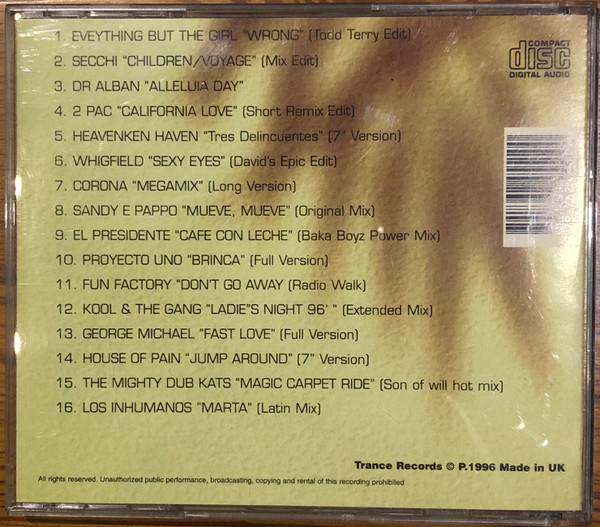 1. EVEYTHING BUT THE GIRL "WRONG" (Todd Terry Edit)
2. SECCHI "CHILDREN/VOYAGE" (Mix Edit)
3. DR ALBAN "ALLELUIA DAY"
4. 2 PAC "CALIFORNIA LOVE" (Short Remix Edit)
5. HEAVENKEN HAVEN "Tres Delincuentes" (7" Version)
6. WHIGFIELD "SEXY EYES" (David's Epic Edit)
7. CORONA "MEGAMIX" (Long Version)
8. SANDY E PAPPO "MUEVE, MUEVE" (Original Mix)
9. EL PRESIDENTE "CAFE CON LECHE" (Baka Boyz Power Mix)
10. PROYECTO UNO "BRINCA" (Full Version)
11. FUN FACTORY "DON'T GO AWAY (Radio Walk)
12. KOOL & THE GANG "LADIE"S NIGHT 96' " (Extended Mix)
13. GEORGE MICHAEL "FAST LOVE" (Full Version)
14. HOUSE OF PAIN "JUMP AROUND" (7" Version)
15. THE MIGHTY DUB KATS "MAGIC CARPET RIDE" (Son of will hot mix)
16. LOS INHUMANOS "MARTA" (Latin Mix)
COMPACT
disc
DIGITAL AUDIO
Trance Records © P.1996 Made in UK
All rights reserved. Unauthorized public performance, broadcasting, copying and rental of this recording prohibited